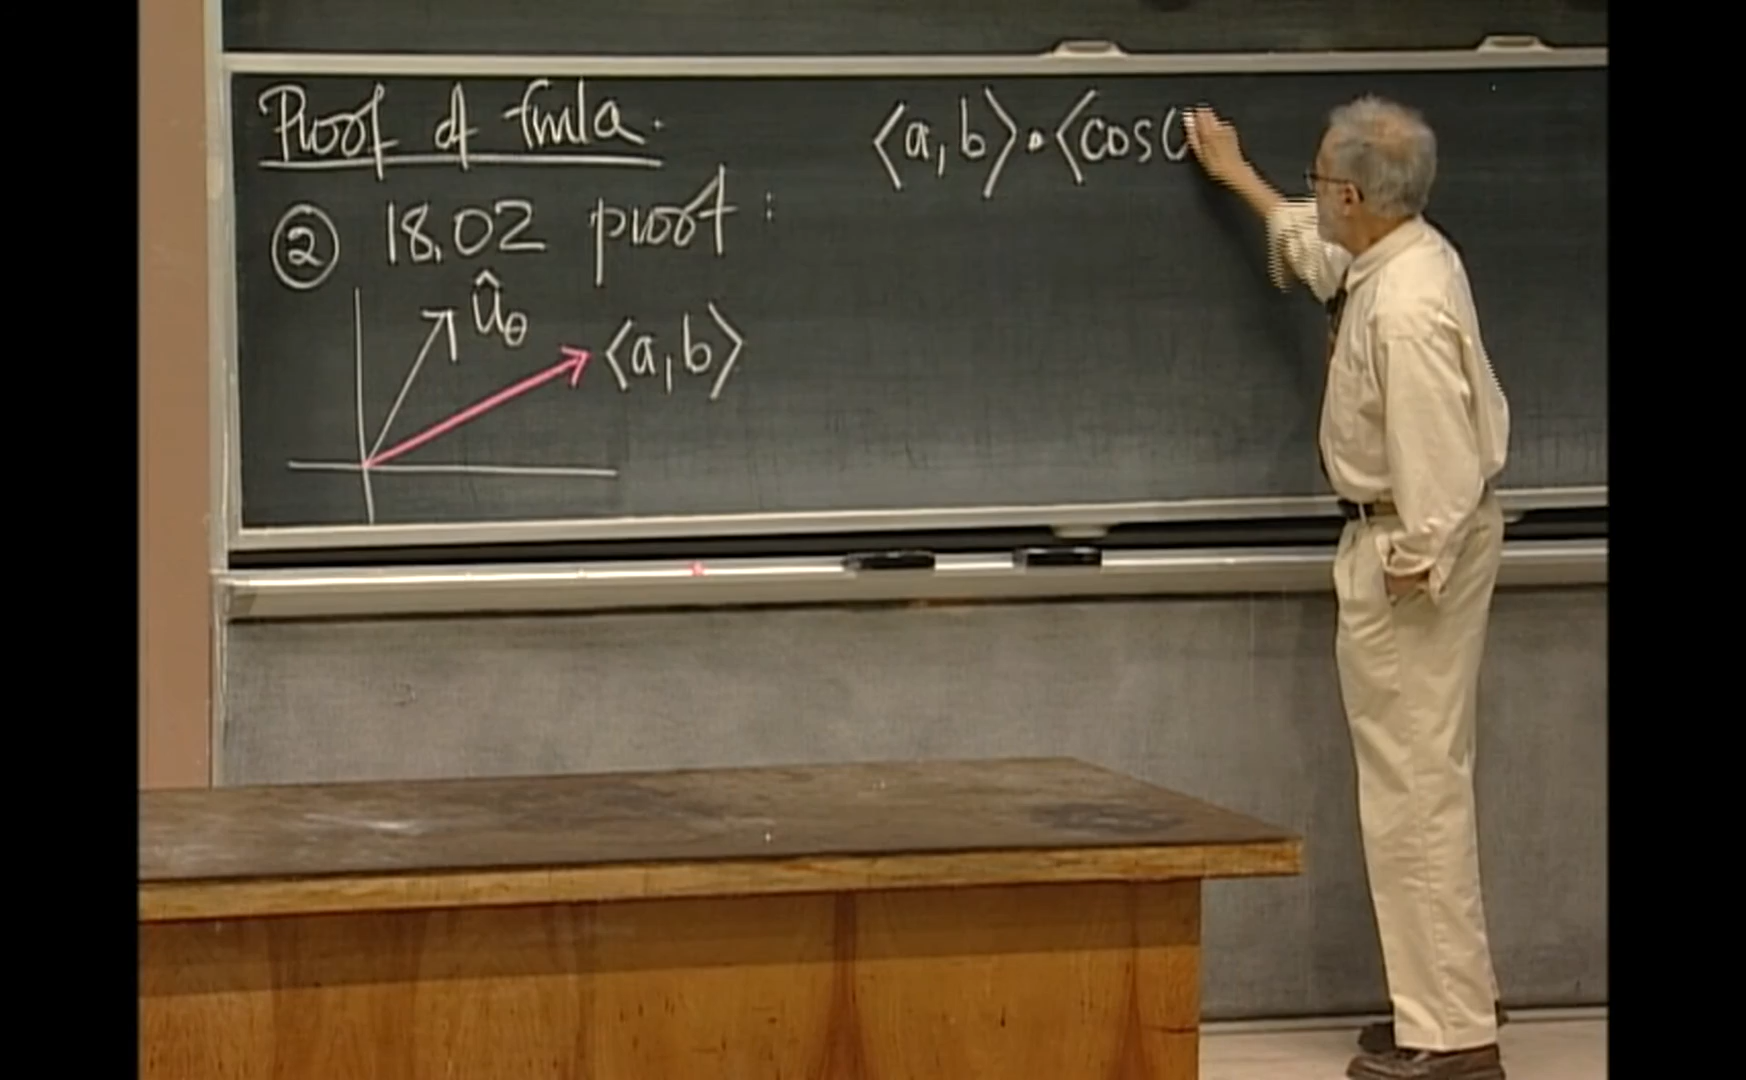 Proof of fmla.
② 18.02 proof :
û_θ
⟨a, b⟩
⟨a, b⟩ • ⟨cos